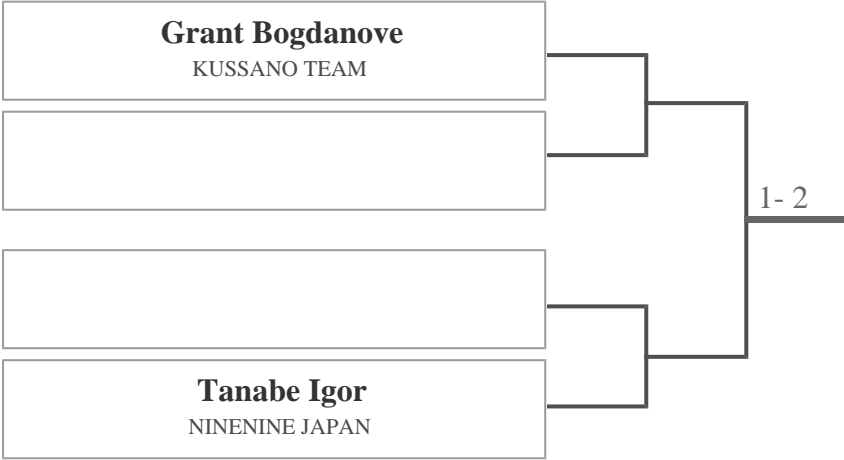 Grant Bogdanove
KUSSANO TEAM
1- 2
Tanabe Igor
NINENINE JAPAN